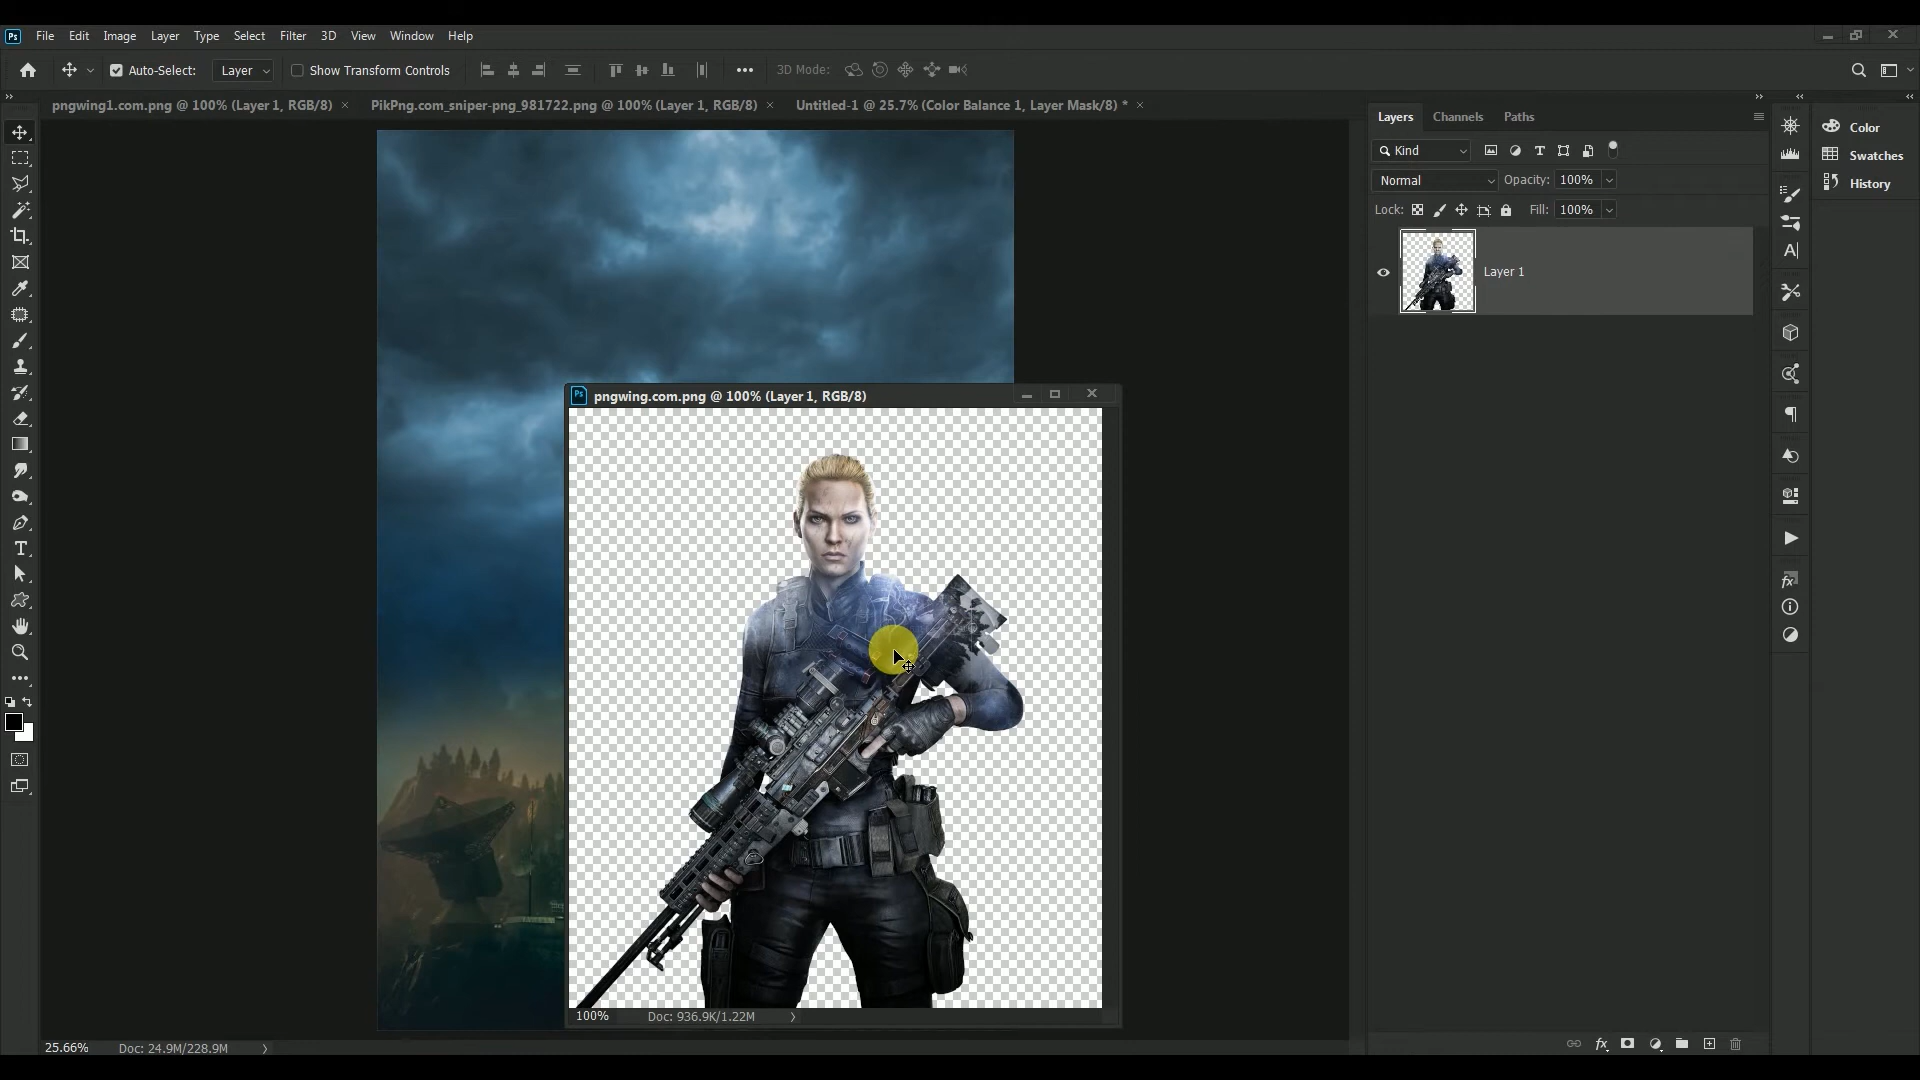 Ps File Edit Image Layer Type Select Filter 3D View Window Help
Auto-Select: Layer Show Transform Controls 3D Mode:
pngwing1.com.png @ 100% (Layer 1, RGB/8) PikPng.com_sniper-png_981722.png @ 100% (Layer 1, RGB/8) Untitled-1 @ 25.7% (Color Balance 1, Layer Mask/8) *
Layers Channels Paths
Color
Kind
Swatches
Normal Opacity: 100%
History
Lock: Fill: 100%
Layer 1
Ps pngwing.com.png @ 100% (Layer 1, RGB/8)
100% Doc: 936.9K/1.22M
25.66% Doc: 24.9M/228.9M
fx